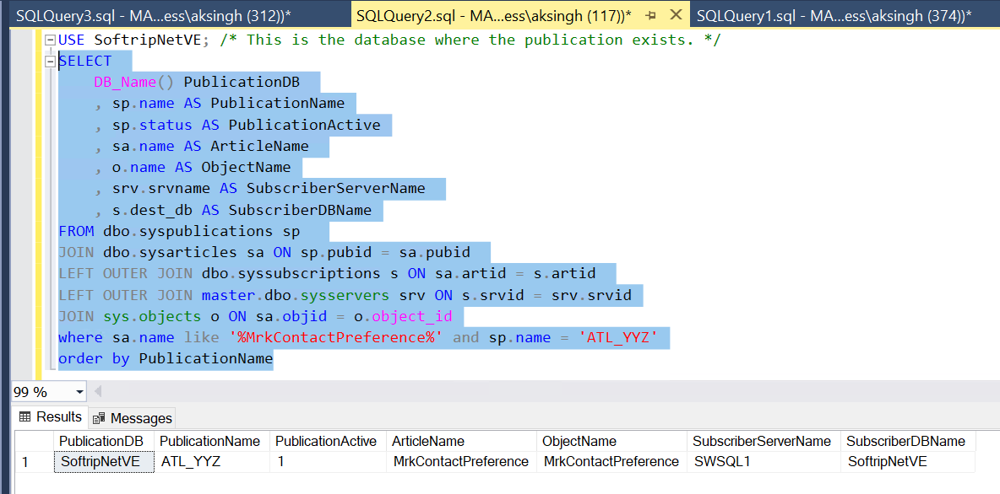 SQLQuery3.sql - MA...ess\aksingh (312))* SQLQuery2.sql - MA...ess\aksingh (117))* SQLQuery1.sql - MA...ess\aksingh (374))*
USE SoftripNetVE; /* This is the database where the publication exists. */
SELECT
DB_Name() PublicationDB
, sp.name AS PublicationName
, sp.status AS PublicationActive
, sa.name AS ArticleName
, o.name AS ObjectName
, srv.srvname AS SubscriberServerName
, s.dest_db AS SubscriberDBName
FROM dbo.syspublications sp
JOIN dbo.sysarticles sa ON sp.pubid = sa.pubid
LEFT OUTER JOIN dbo.syssubscriptions s ON sa.artid = s.artid
LEFT OUTER JOIN master.dbo.sysservers srv ON s.srvid = srv.srvid
JOIN sys.objects o ON sa.objid = o.object_id
where sa.name like '%MrkContactPreference%' and sp.name = 'ATL_YYZ'
order by PublicationName
99 %
Results Messages
PublicationDB PublicationName PublicationActive ArticleName ObjectName SubscriberServerName SubscriberDBName
1 SoftripNetVE ATL_YYZ 1 MrkContactPreference MrkContactPreference SWSQL1 SoftripNetVE